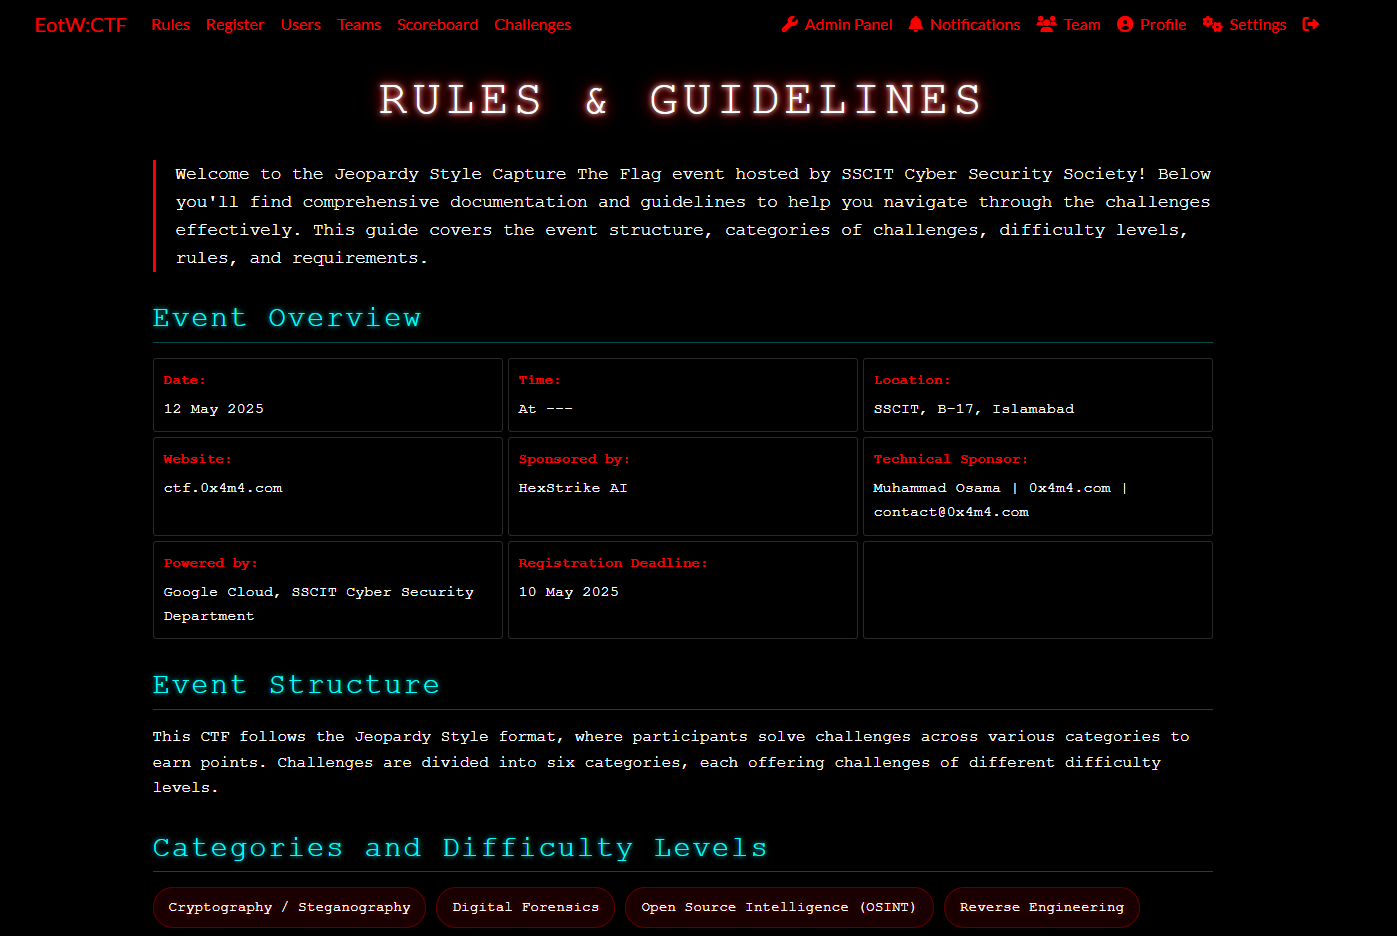 EotW:CTF Rules Register Users Teams Scoreboard Challenges Admin Panel Notifications Team Profile Settings
RULES & GUIDELINES
Welcome to the Jeopardy Style Capture The Flag event hosted by SSCIT Cyber Security Society! Below
you'll find comprehensive documentation and guidelines to help you navigate through the challenges
effectively. This guide covers the event structure, categories of challenges, difficulty levels,
rules, and requirements.
Event Overview
Date:
12 May 2025
Time:
At ---
Location:
SSCIT, B-17, Islamabad
Website:
ctf.0x4m4.com
Sponsored by:
HexStrike AI
Technical Sponsor:
Muhammad Osama | 0x4m4.com |
contact@0x4m4.com
Powered by:
Google Cloud, SSCIT Cyber Security
Department
Registration Deadline:
10 May 2025
Event Structure
This CTF follows the Jeopardy Style format, where participants solve challenges across various categories to
earn points. Challenges are divided into six categories, each offering challenges of different difficulty
levels.
Categories and Difficulty Levels
Cryptography / Steganography
Digital Forensics
Open Source Intelligence (OSINT)
Reverse Engineering